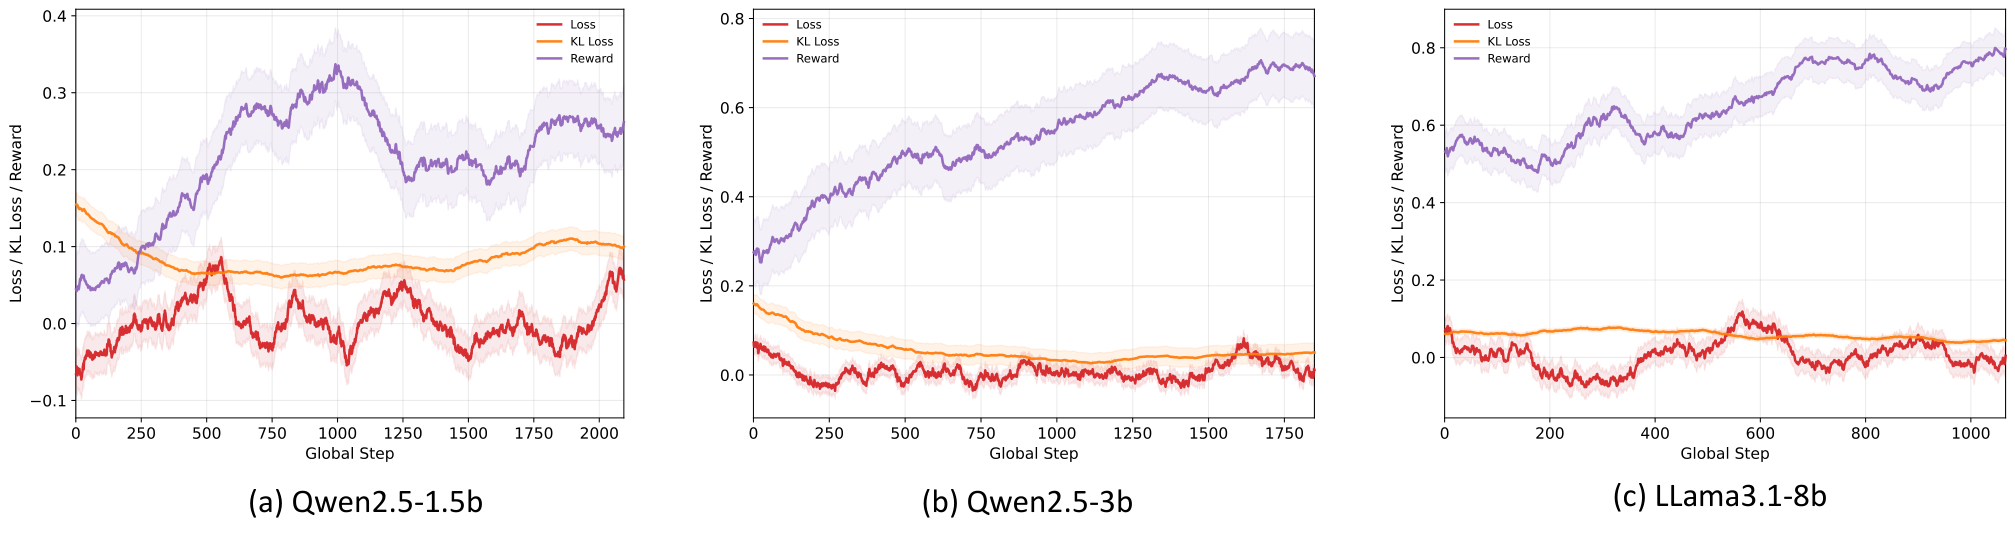 Loss / KL Loss / Reward
0.4
0.3
0.2
0.1
0.0
−0.1
Loss
KL Loss
Reward
0 250 500 750 1000 1250 1500 1750 2000
Global Step
(a) Qwen2.5-1.5b
Loss / KL Loss / Reward
0.8
0.6
0.4
0.2
0.0
Loss
KL Loss
Reward
0 250 500 750 1000 1250 1500 1750
Global Step
(b) Qwen2.5-3b
Loss / KL Loss / Reward
0.8
0.6
0.4
0.2
0.0
Loss
KL Loss
Reward
0 200 400 600 800 1000
Global Step
(c) LLama3.1-8b